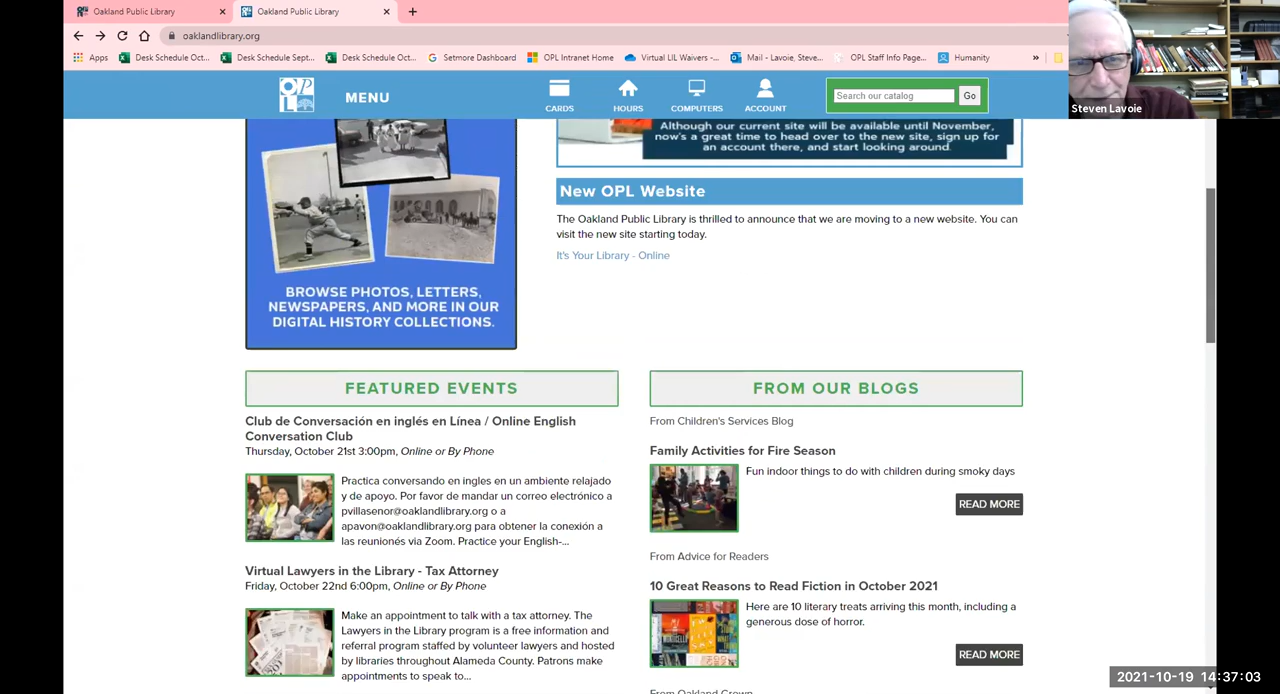 Oakland Public Library
Oakland Public Library
oaklandlibrary.org
Apps
Desk Schedule Oct...
Desk Schedule Sept...
Desk Schedule Oct...
Setmore Dashboard
OPL Intranet Home
Virtual LIL Waivers -...
Mail - Lavoie, Steve...
OPL Staff Info Page...
Humanity
»
Steven Lavoie
OPL
MENU
CARDS
HOURS
COMPUTERS
ACCOUNT
Search our catalog
Go
Although our current site will be available until November,
now's a great time to head over to the new site, sign up for
an account there, and start looking around.
New OPL Website
The Oakland Public Library is thrilled to announce that we are moving to a new website. You can
visit the new site starting today.
It's Your Library - Online
BROWSE PHOTOS, LETTERS,
NEWSPAPERS, AND MORE IN OUR
DIGITAL HISTORY COLLECTIONS.
FEATURED EVENTS
Club de Conversación en inglés en Línea / Online English
Conversation Club
Thursday, October 21st 3:00pm, Online or By Phone
Practica conversando en ingles en un ambiente relajado
y de apoyo. Por favor de mandar un correo electrónico a
pvillasenor@oaklandlibrary.org o a
apavon@oaklandlibrary.org para obtener la conexión a
las reunionés via Zoom. Practice your English-...
Virtual Lawyers in the Library - Tax Attorney
Friday, October 22nd 6:00pm, Online or By Phone
Make an appointment to talk with a tax attorney. The
Lawyers in the Library program is a free information and
referral program staffed by volunteer lawyers and hosted
by libraries throughout Alameda County. Patrons make
appointments to speak to...
FROM OUR BLOGS
From Children's Services Blog
Family Activities for Fire Season
Fun indoor things to do with children during smoky days
READ MORE
From Advice for Readers
10 Great Reasons to Read Fiction in October 2021
Here are 10 literary treats arriving this month, including a
generous dose of horror.
READ MORE
From Oakland Grown
2021-10-19 14:37:03